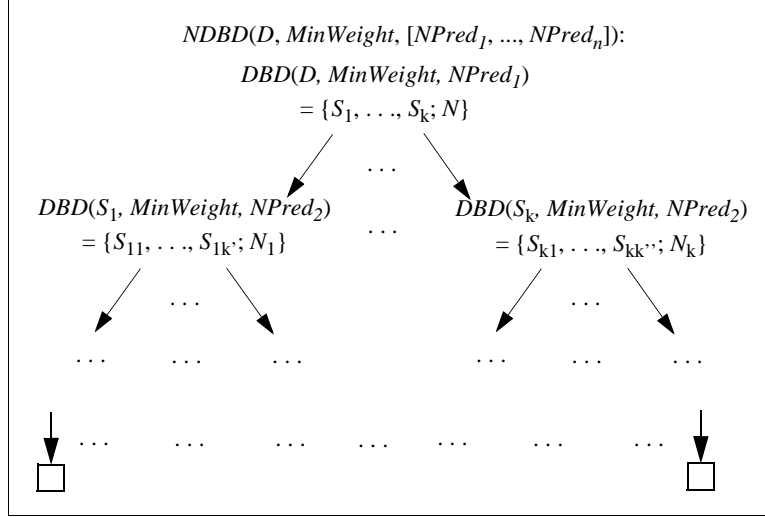 NDBD(D, MinWeight, [NPred1, ..., NPredn]):
DBD(D, MinWeight, NPred1)
= {S1, . . ., Sk; N}
. . .
DBD(S1, MinWeight, NPred2) . . . DBD(Sk, MinWeight, NPred2)
= {S11, . . ., S1k’; N1} = {Sk1, . . ., Skk’’; Nk}
. . . . . .
. . . . . . . . . . . . . . . . . .
. . . . . . . . . . . . . . . . . . . . .